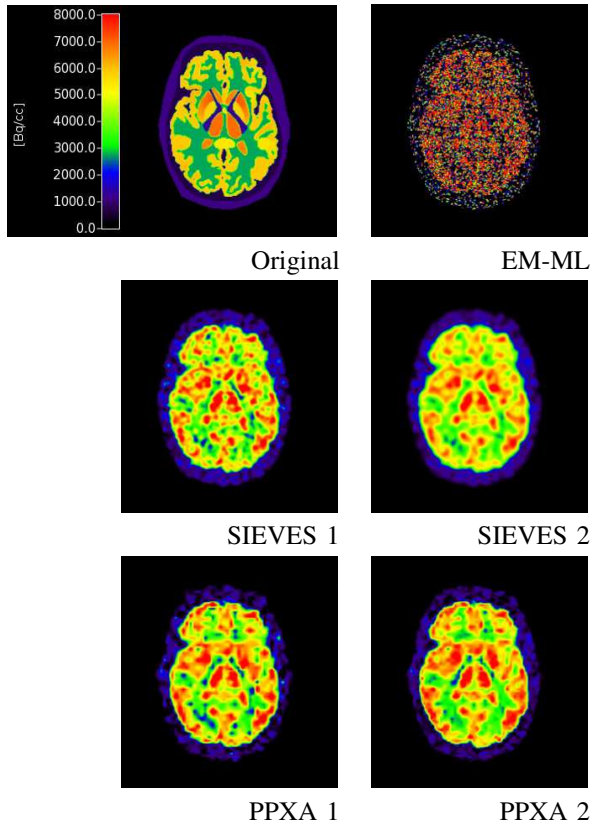 8000.0-
7000.0-
6000.0-
5000.0-
4000.0-
3000.0-
2000.0-
1000.0-
0.0-
[Bq/cc]
Original
EM-ML
SIEVES 1
SIEVES 2
PPXA 1
PPXA 2